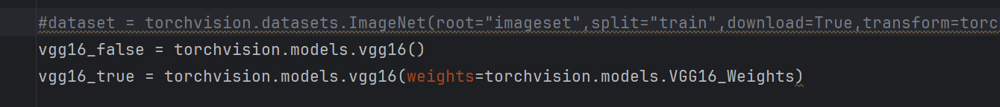 #dataset = torchvision.datasets.ImageNet(root="imageset",split="train",download=True,transform=torc
vgg16_false = torchvision.models.vgg16()
vgg16_true = torchvision.models.vgg16(weights=torchvision.models.VGG16_Weights)